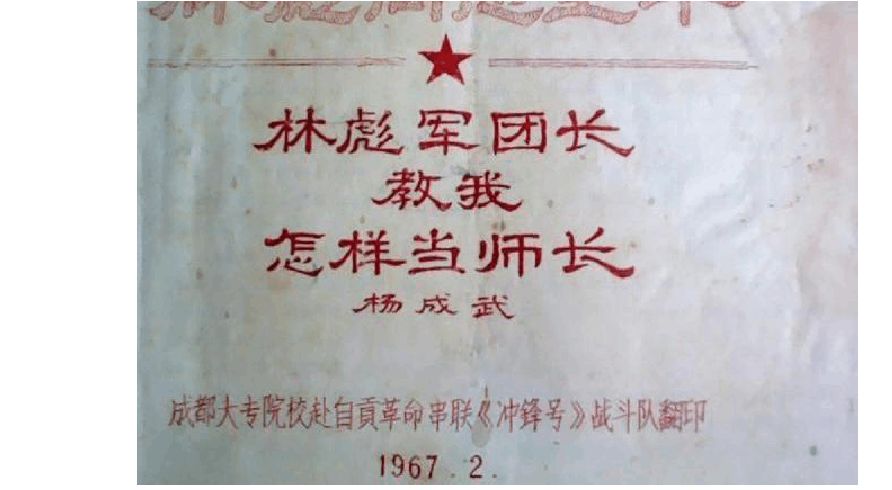 林彪军团长
教我
怎样当师长
杨成武
成都大专院校赴自贡革命串联《冲锋号》战斗队翻印
1967.2.